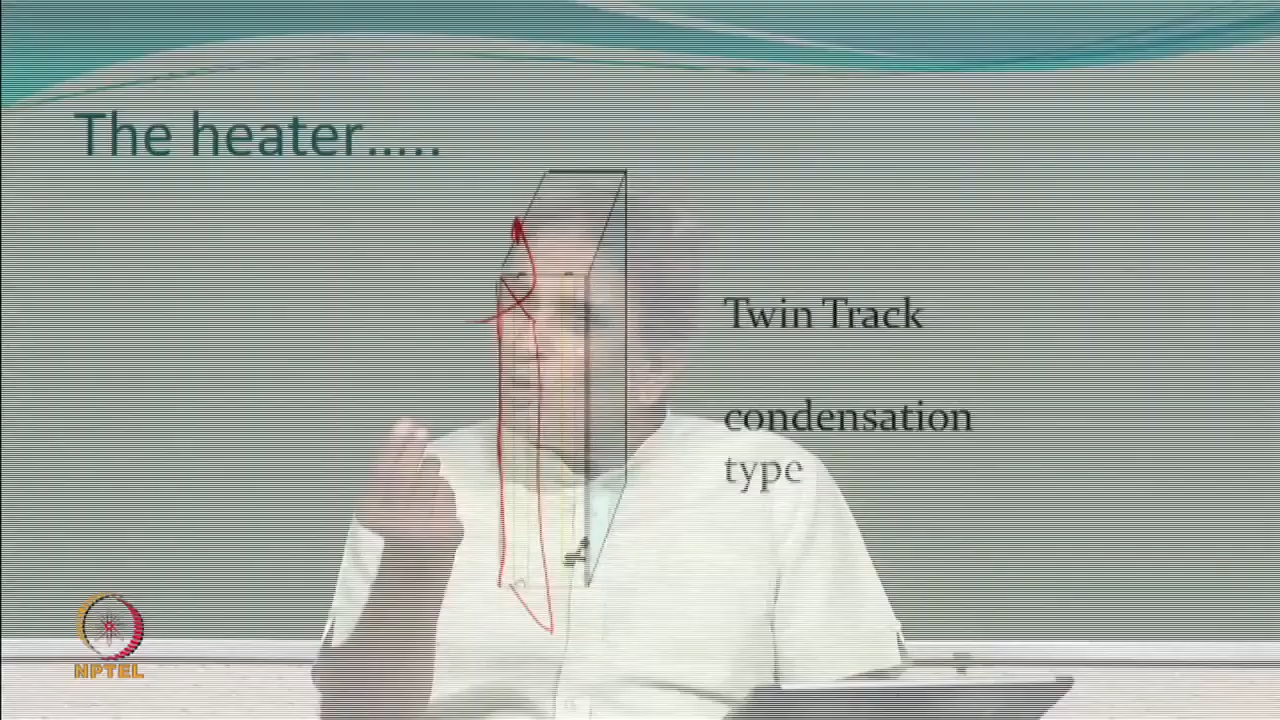 The heater.....
Twin Track
condensation
type
NPTEL